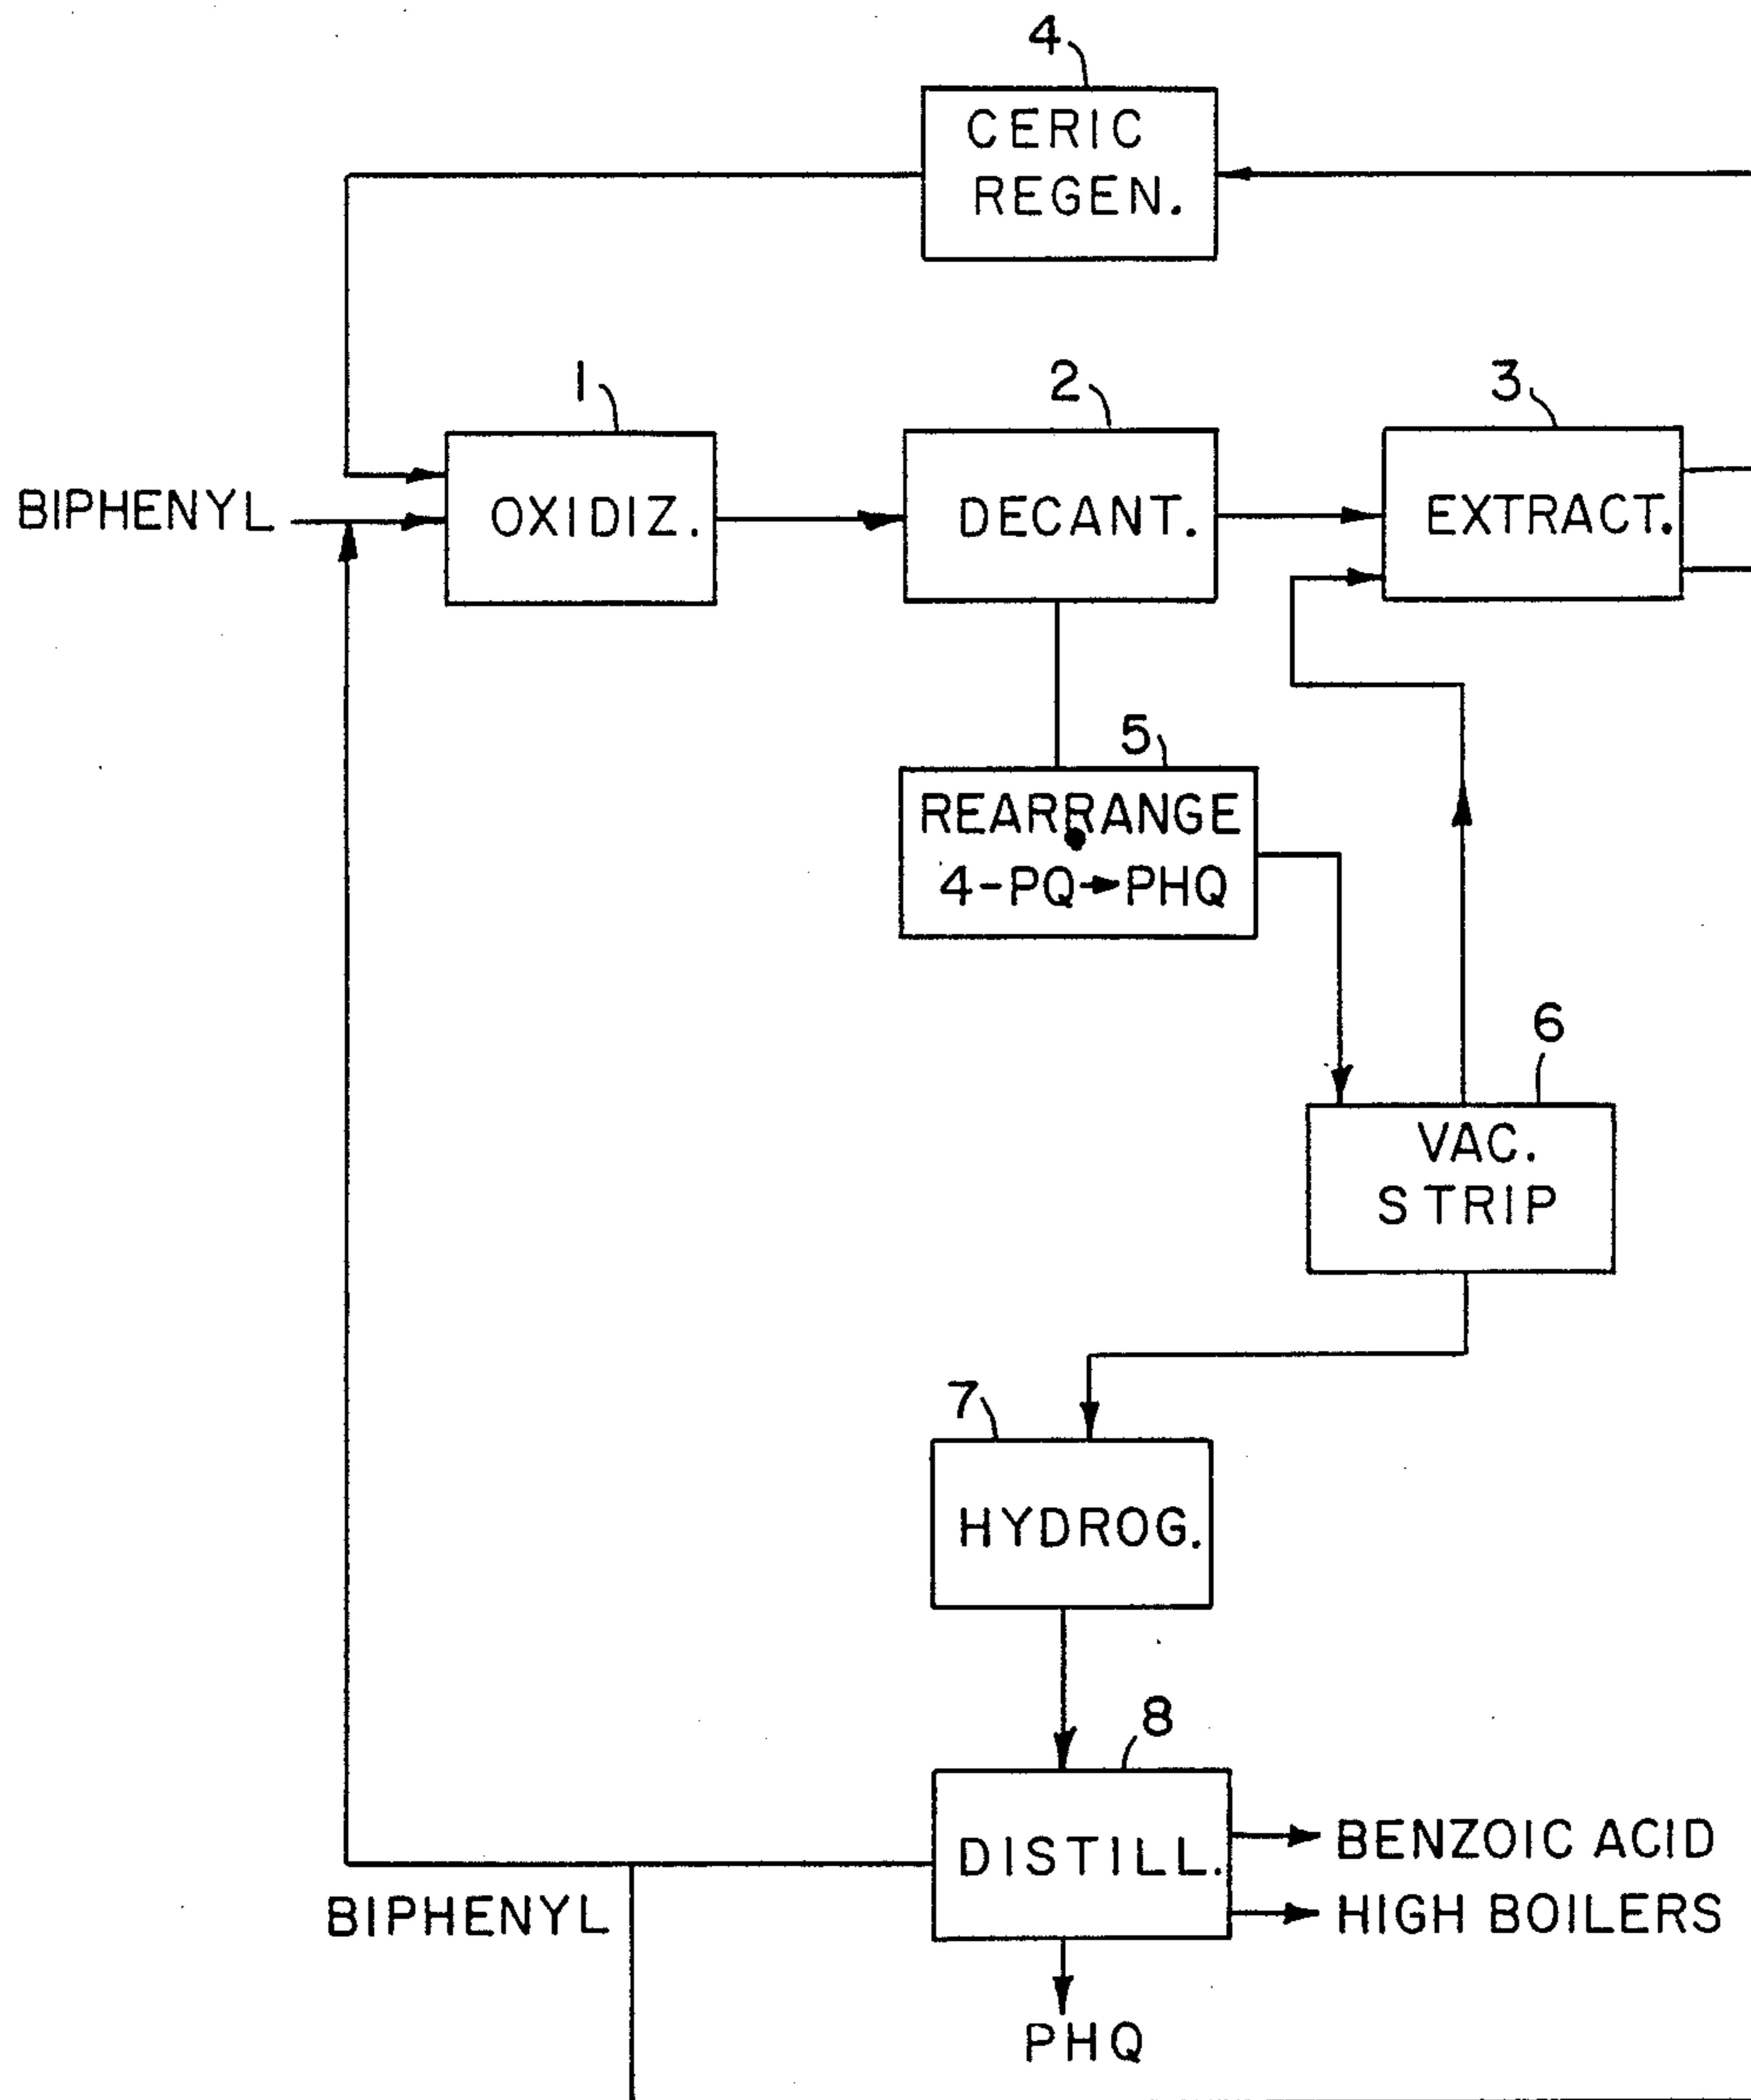 4
CERIC
REGEN.
1
2
3
BIPHENYL
OXIDIZ.
DECANT.
EXTRACT.
5
REARRANGE
4-PQ→PHQ
6
VAC.
STRIP
7
HYDROG.
8
DISTILL.
BENZOIC ACID
HIGH BOILERS
BIPHENYL
PHQ